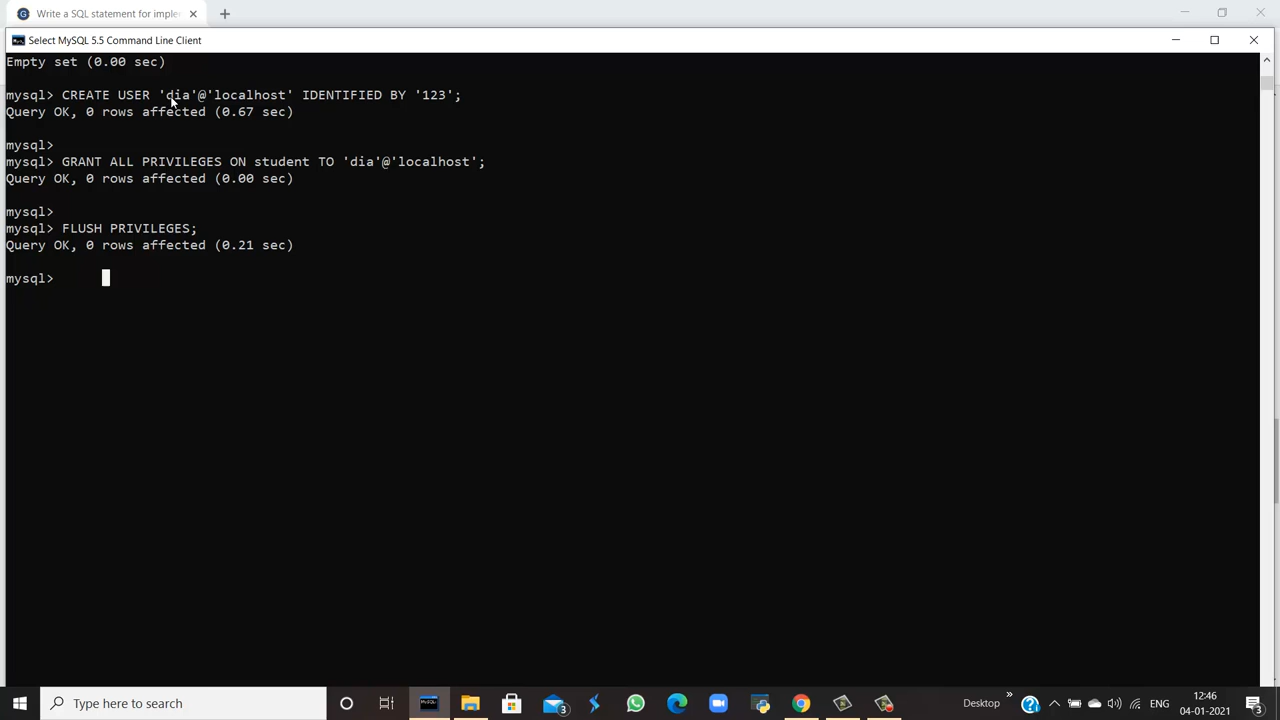 Write a SQL statement for imple
Select MySQL 5.5 Command Line Client
Empty set (0.00 sec)
mysql> CREATE USER 'dia'@'localhost' IDENTIFIED BY '123';
Query OK, 0 rows affected (0.67 sec)
mysql>
mysql> GRANT ALL PRIVILEGES ON student TO 'dia'@'localhost';
Query OK, 0 rows affected (0.00 sec)
mysql>
mysql> FLUSH PRIVILEGES;
Query OK, 0 rows affected (0.21 sec)
mysql>
Type here to search
3
Desktop
ENG
12:46
04-01-2021
3